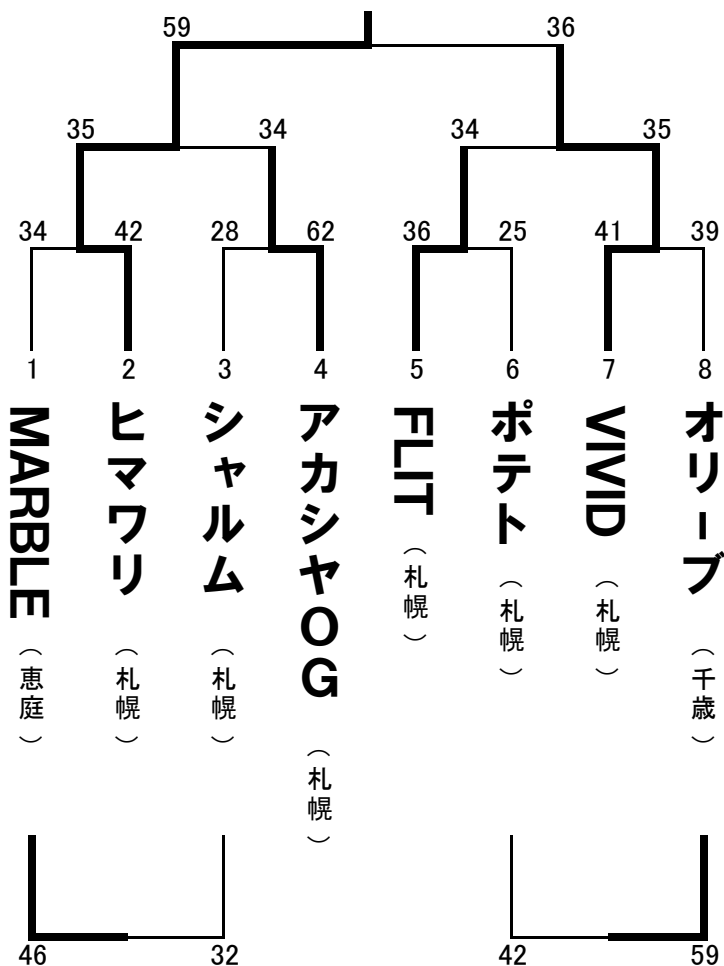 59 36
35 34 34 35
34 42 28 62 36 25 41 39
1 2 3 4 5 6 7 8
MARBLE（恵庭）
ヒマワリ（札幌）
シャルム（札幌）
アカシヤOG（札幌）
FLIT（札幌）
ポテト（札幌）
VIVID（札幌）
オリーブ（千歳）
46 32 42 59